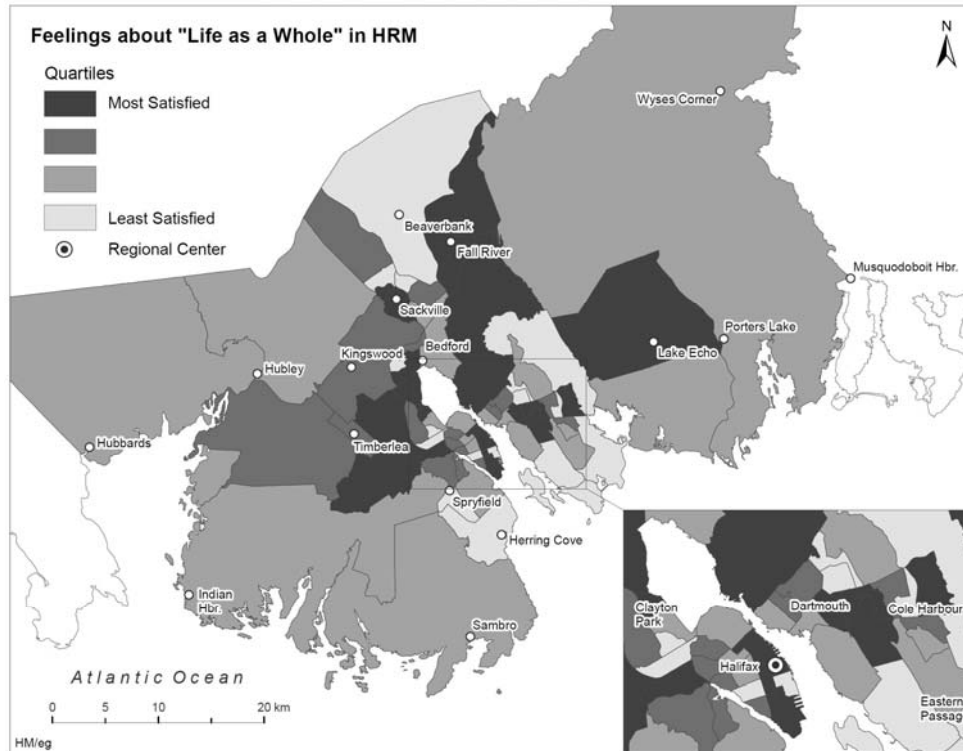 Feelings about "Life as a Whole" in HRM
N
Quartiles
Most Satisfied
Least Satisfied
Regional Center
Wyses Corner
Beaverbank
Fall River
Musquodoboit Hbr.
Sackville
Porters Lake
Bedford
Kingswood
Lake Echo
Hubley
Timberlea
Hubbards
Spryfield
Herring Cove
Indian
Hbr.
Sambro
Atlantic Ocean
0 5 10 20 km
HM/eg
Clayton
Park
Dartmouth
Cole Harbour
Halifax
Eastern
Passage